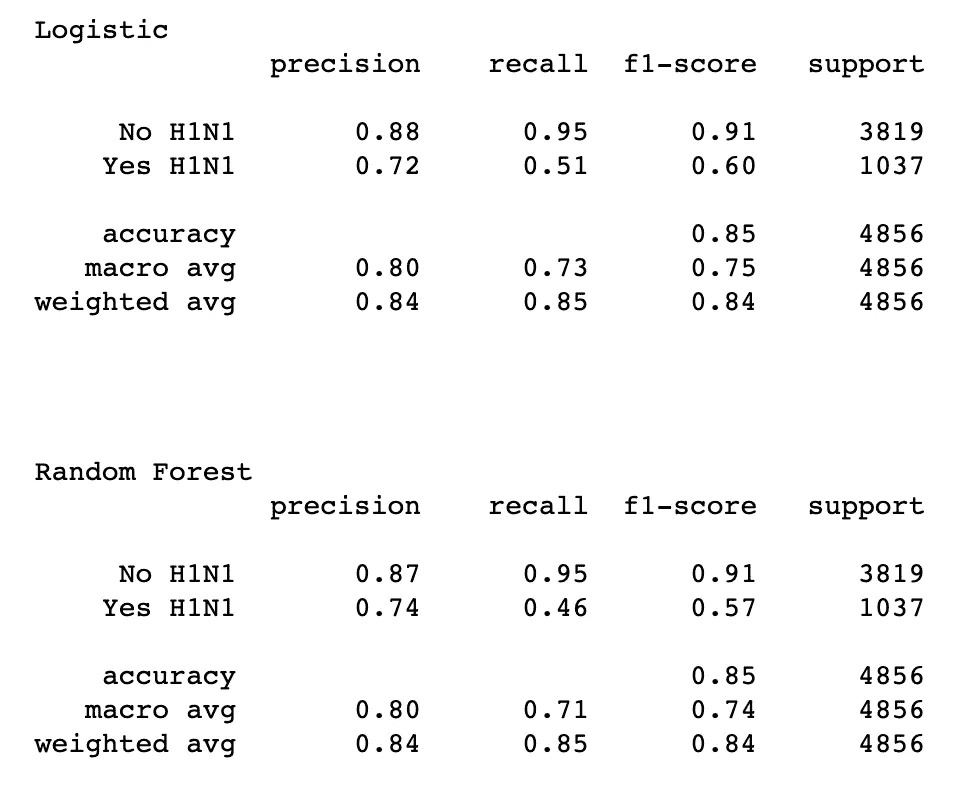 Logistic
precision recall f1-score support
No H1N1 0.88 0.95 0.91 3819
Yes H1N1 0.72 0.51 0.60 1037
accuracy 0.85 4856
macro avg 0.80 0.73 0.75 4856
weighted avg 0.84 0.85 0.84 4856
Random Forest
precision recall f1-score support
No H1N1 0.87 0.95 0.91 3819
Yes H1N1 0.74 0.46 0.57 1037
accuracy 0.85 4856
macro avg 0.80 0.71 0.74 4856
weighted avg 0.84 0.85 0.84 4856